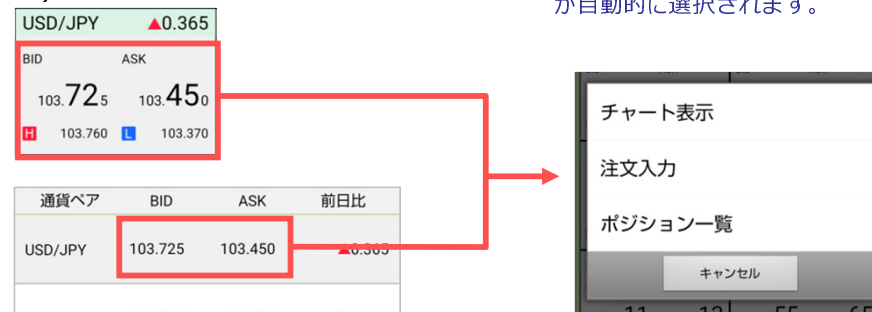 が自動的に選択されます。
USD/JPY ▲0.365
BID ASK
103.725 103.450
H 103.760 L 103.370
通貨ペア BID ASK 前日比
USD/JPY 103.725 103.450 ▲0.365
チャート表示
注文入力
ポジション一覧
キャンセル